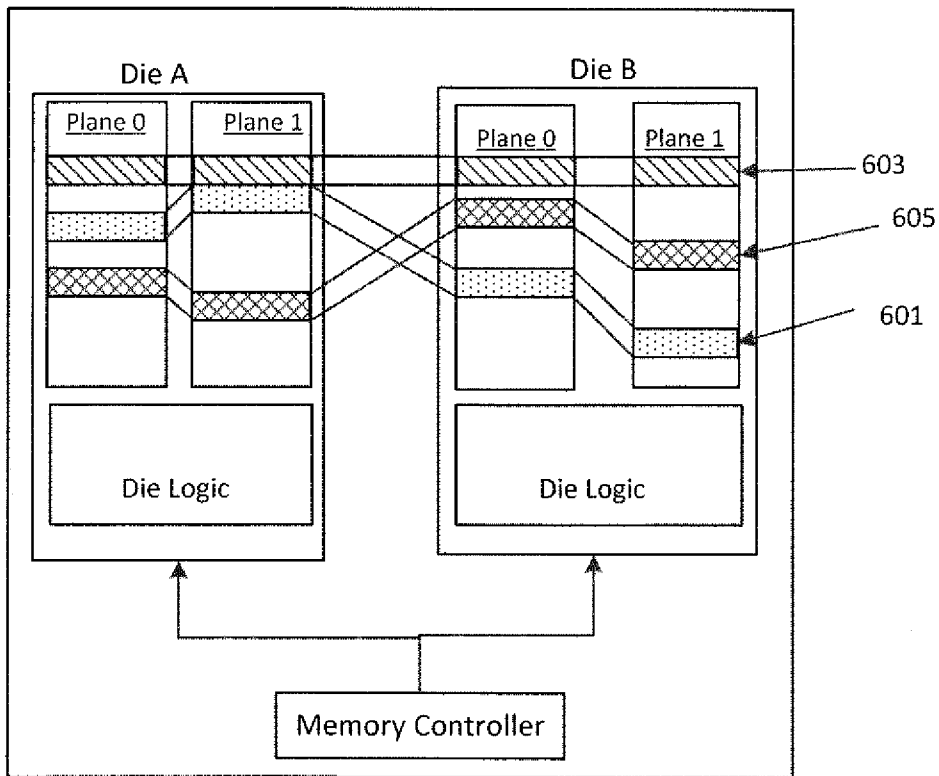 Die A
Die B
Plane 0
Plane 1
Plane 0
Plane 1
603
605
601
Die Logic
Die Logic
Memory Controller